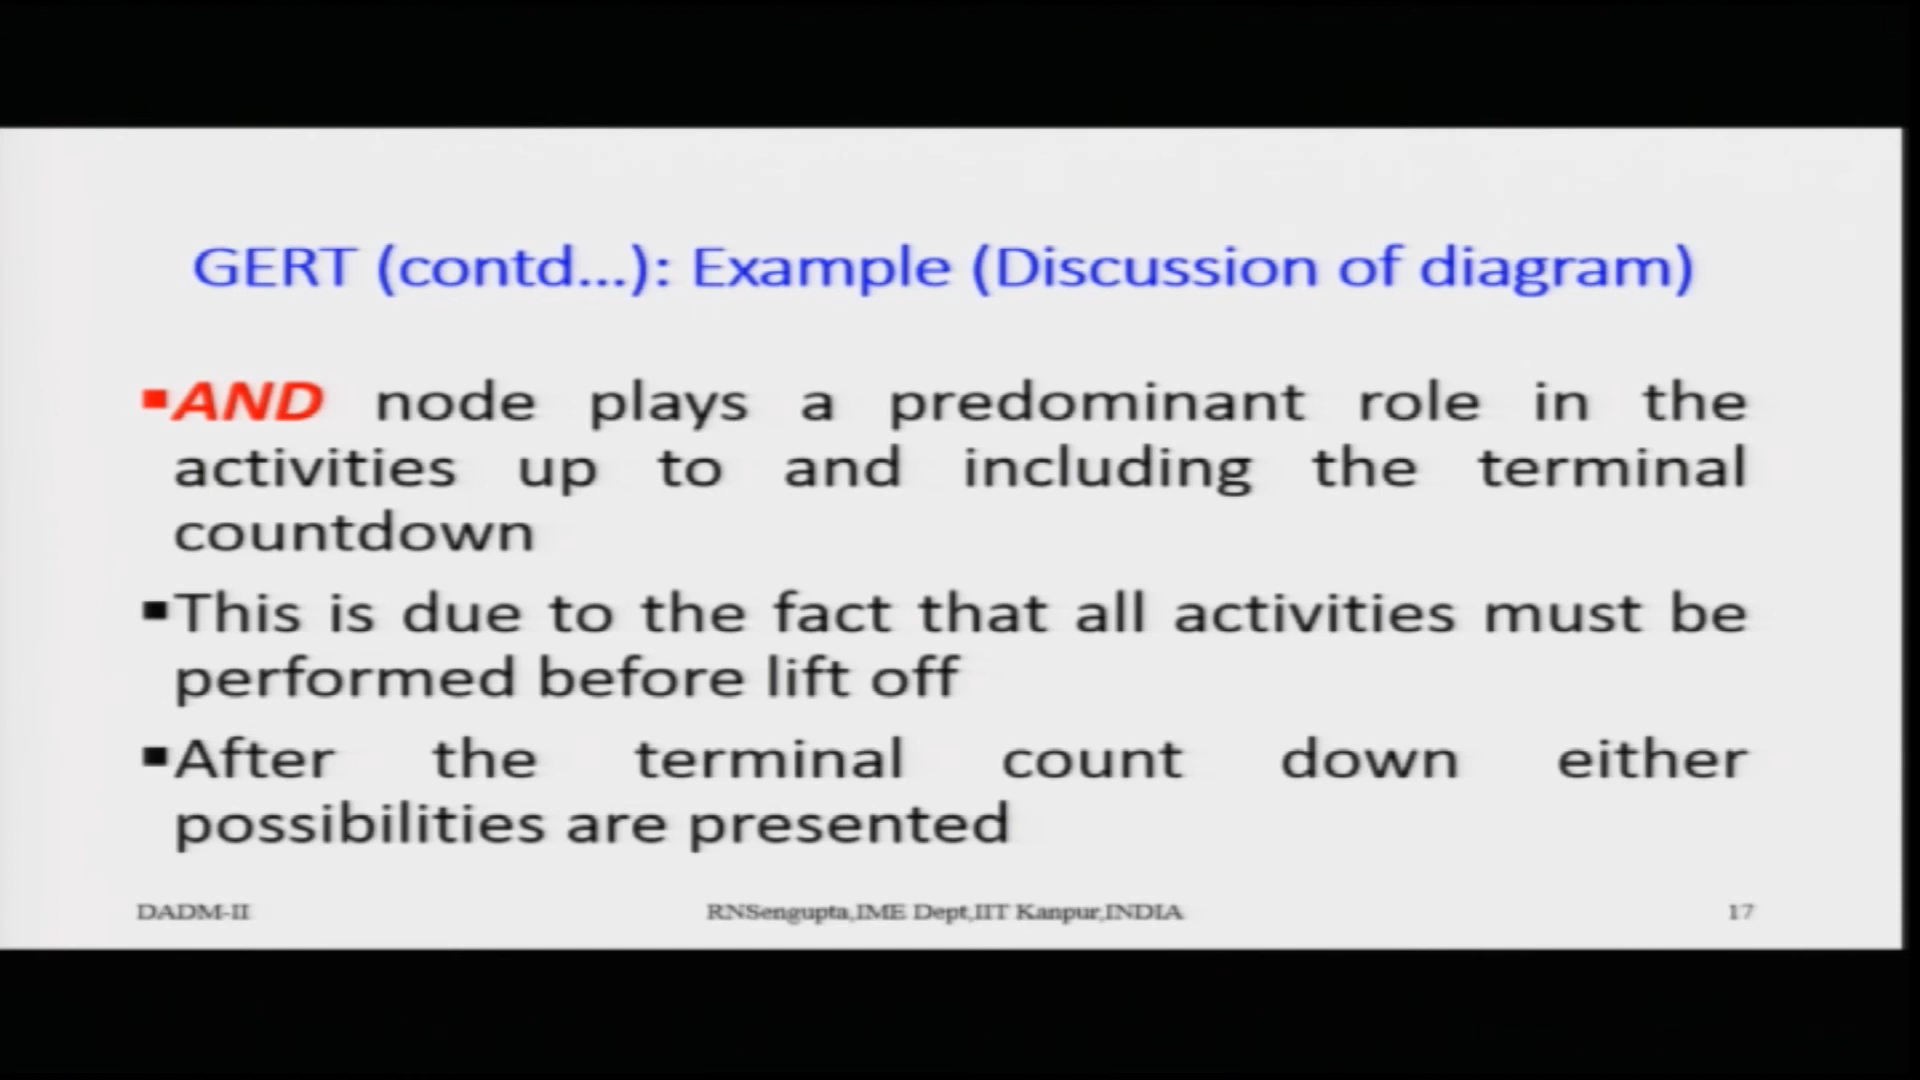 GERT (contd...): Example (Discussion of diagram)
▪AND node plays a predominant role in the
activities up to and including the terminal
countdown
▪This is due to the fact that all activities must be
performed before lift off
▪After the terminal count down either
possibilities are presented
DADM-II RNSengupta,IME Dept,IIT Kanpur,INDIA 17